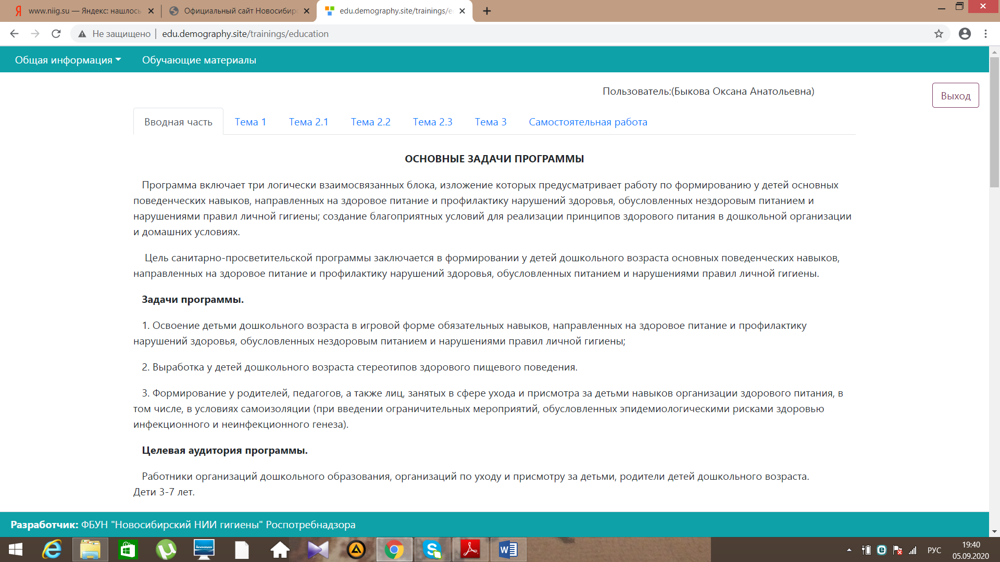 www.niig.su — Яндекс: нашлось
Официальный сайт Новосибирс
edu.demography.site/trainings/e
Не защищено
edu.demography.site/trainings/education
Общая информация
Обучающие материалы
Пользователь:(Быкова Оксана Анатольевна)
Выход
Вводная часть
Тема 1
Тема 2.1
Тема 2.2
Тема 2.3
Тема 3
Самостоятельная работа
ОСНОВНЫЕ ЗАДАЧИ ПРОГРАММЫ
Программа включает три логически взаимосвязанных блока, изложение которых предусматривает работу по формированию у детей основных
поведенческих навыков, направленных на здоровое питание и профилактику нарушений здоровья, обусловленных нездоровым питанием и
нарушениями правил личной гигиены; создание благоприятных условий для реализации принципов здорового питания в дошкольной организации
и домашних условиях.
Цель санитарно-просветительской программы заключается в формировании у детей дошкольного возраста основных поведенческих навыков,
направленных на здоровое питание и профилактику нарушений здоровья, обусловленных питанием и нарушениями правил личной гигиены.
Задачи программы.
1. Освоение детьми дошкольного возраста в игровой форме обязательных навыков, направленных на здоровое питание и профилактику
нарушений здоровья, обусловленных нездоровым питанием и нарушениями правил личной гигиены;
2. Выработка у детей дошкольного возраста стереотипов здорового пищевого поведения.
3. Формирование у родителей, педагогов, а также лиц, занятых в сфере ухода и присмотра за детьми навыков организации здорового питания, в
том числе, в условиях самоизоляции (при введении ограничительных мероприятий, обусловленных эпидемиологическими рисками здоровью
инфекционного и неинфекционного генеза).
Целевая аудитория программы.
Работники организаций дошкольного образования, организаций по уходу и присмотру за детьми, родители детей дошкольного возраста.
Дети 3-7 лет.
Разработчик: ФБУН "Новосибирский НИИ гигиены" Роспотребнадзора
РУС
19:40
05.09.2020